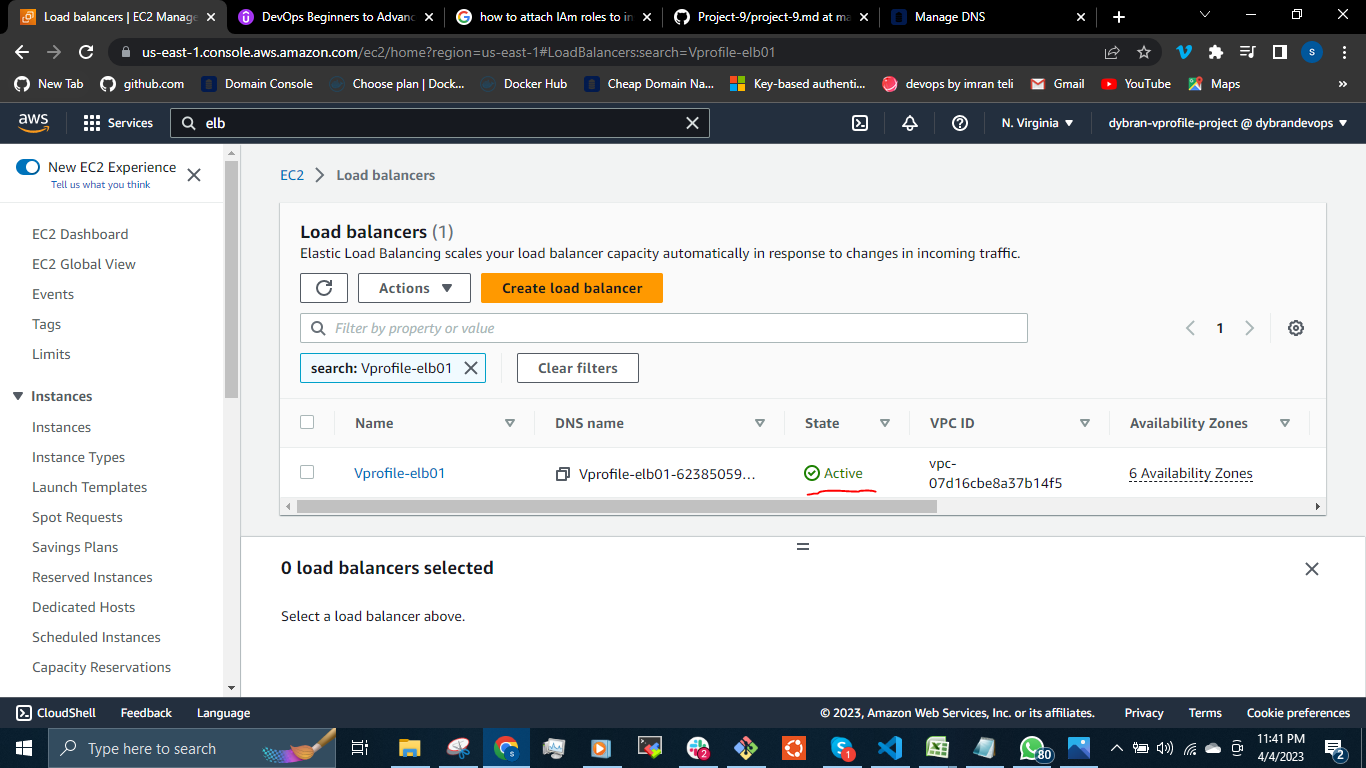 Load balancers | EC2 Manage
DevOps Beginners to Advanc
how to attach IAm roles to in
Project-9/project-9.md at ma
Manage DNS
us-east-1.console.aws.amazon.com/ec2/home?region=us-east-1#LoadBalancers:search=Vprofile-elb01
S
New Tab
github.com
Domain Console
Choose plan | Dock...
Docker Hub
Cheap Domain Na...
Key-based authenti...
devops by imran teli
Gmail
YouTube
Maps
»
aws
Services
elb
N. Virginia
dybran-vprofile-project @ dybrandevops
New EC2 Experience
Tell us what you think
EC2 Dashboard
EC2 Global View
Events
Tags
Limits
Instances
Instances
Instance Types
Launch Templates
Spot Requests
Savings Plans
Reserved Instances
Dedicated Hosts
Scheduled Instances
Capacity Reservations
EC2
Load balancers
Load balancers (1)
Elastic Load Balancing scales your load balancer capacity automatically in response to changes in incoming traffic.
Actions
Create load balancer
Filter by property or value
1
search: Vprofile-elb01
Clear filters
Name
DNS name
State
VPC ID
Availability Zones
Vprofile-elb01
Vprofile-elb01-62385059...
Active
vpc-
07d16cbe8a37b14f5
6 Availability Zones
0 load balancers selected
Select a load balancer above.
CloudShell
Feedback
Language
© 2023, Amazon Web Services, Inc. or its affiliates.
Privacy
Terms
Cookie preferences
Type here to search
2
1
80
11:41 PM
4/4/2023
2